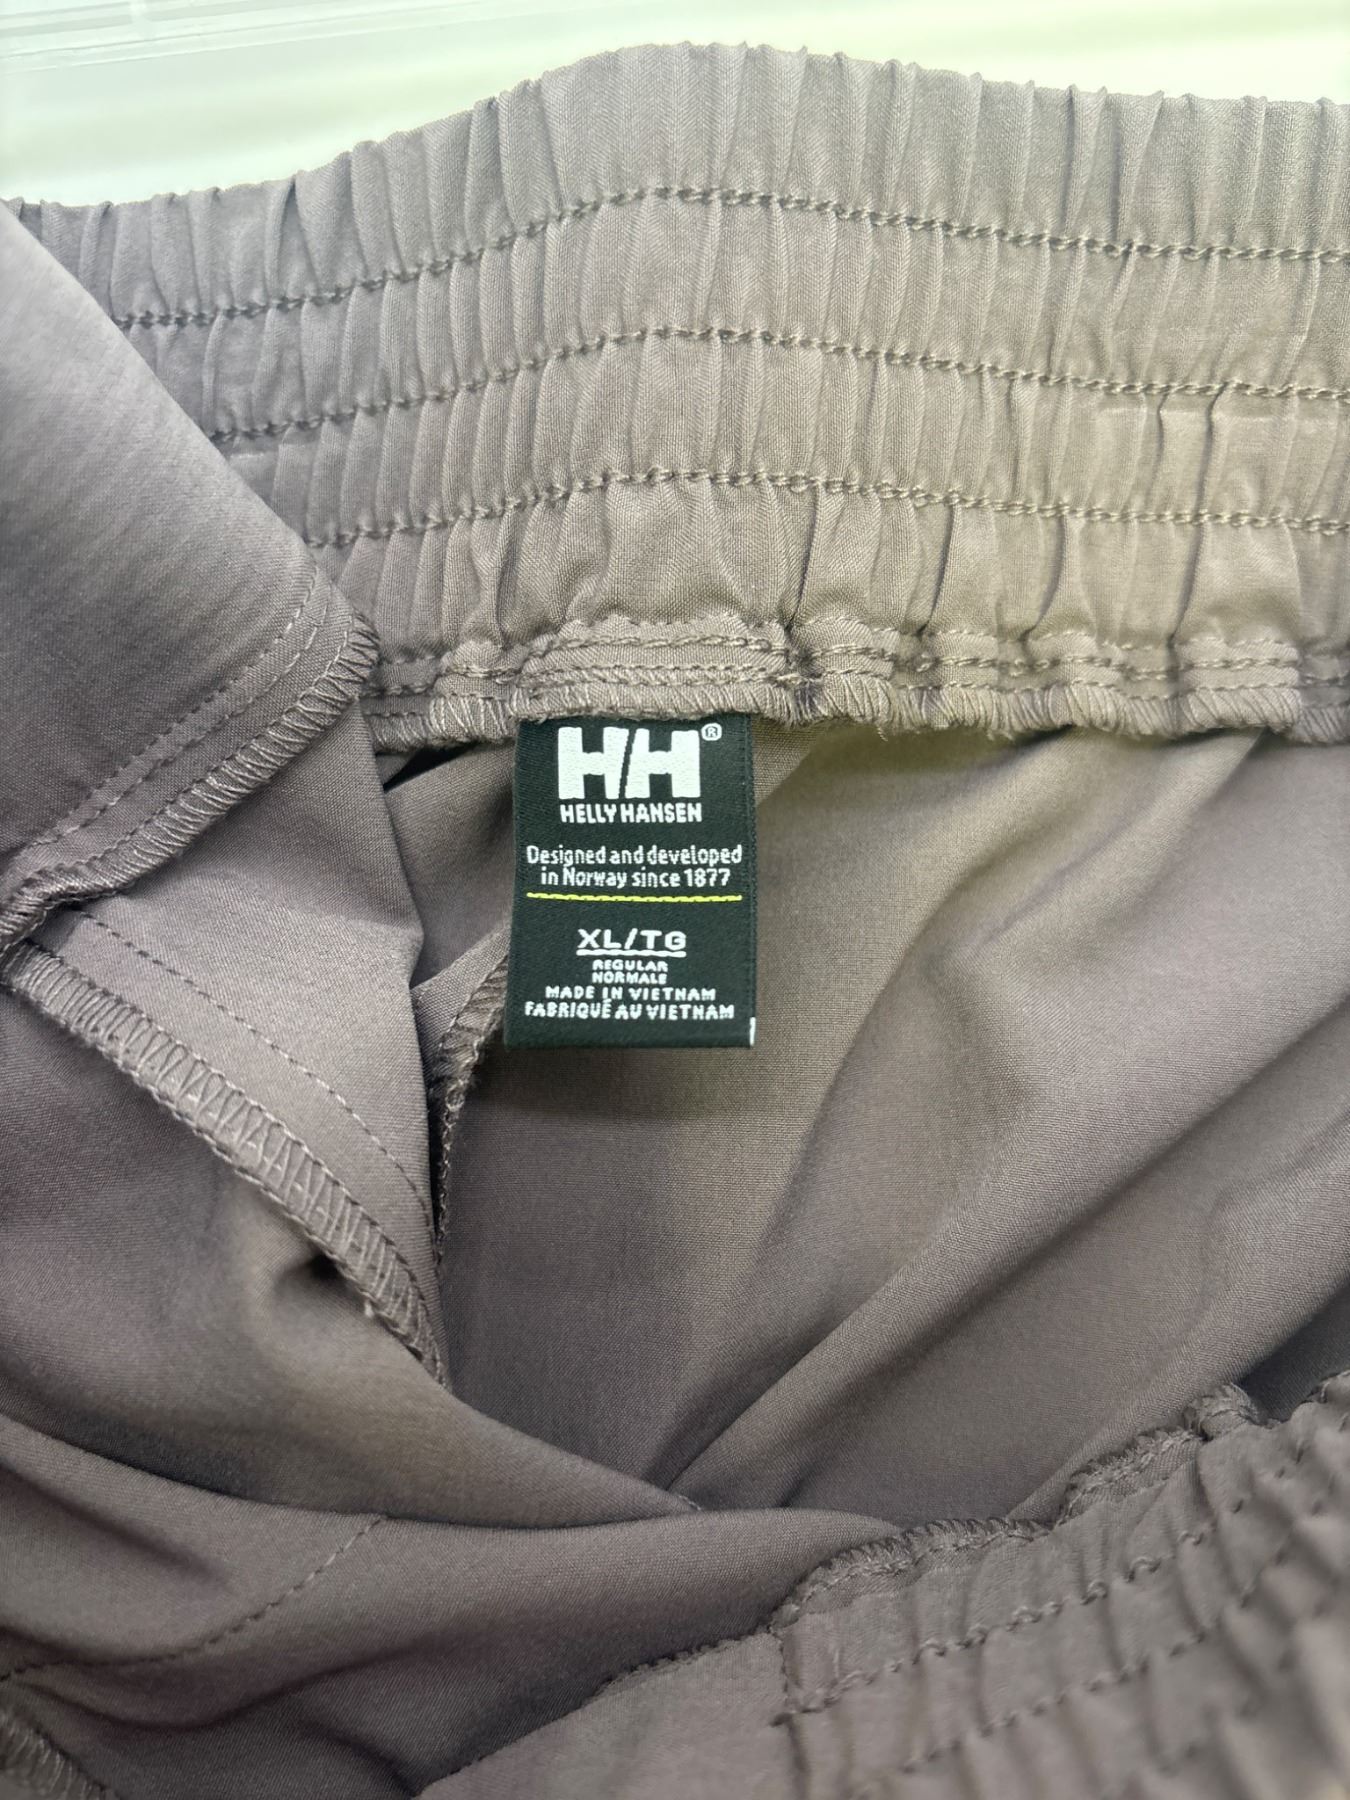 HH®
HELLY HANSEN
Designed and developed
in Norway since 1877
XL/TG
REGULAR
NORMALE
MADE IN VIETNAM
FABRIQUÉ AU VIETNAM